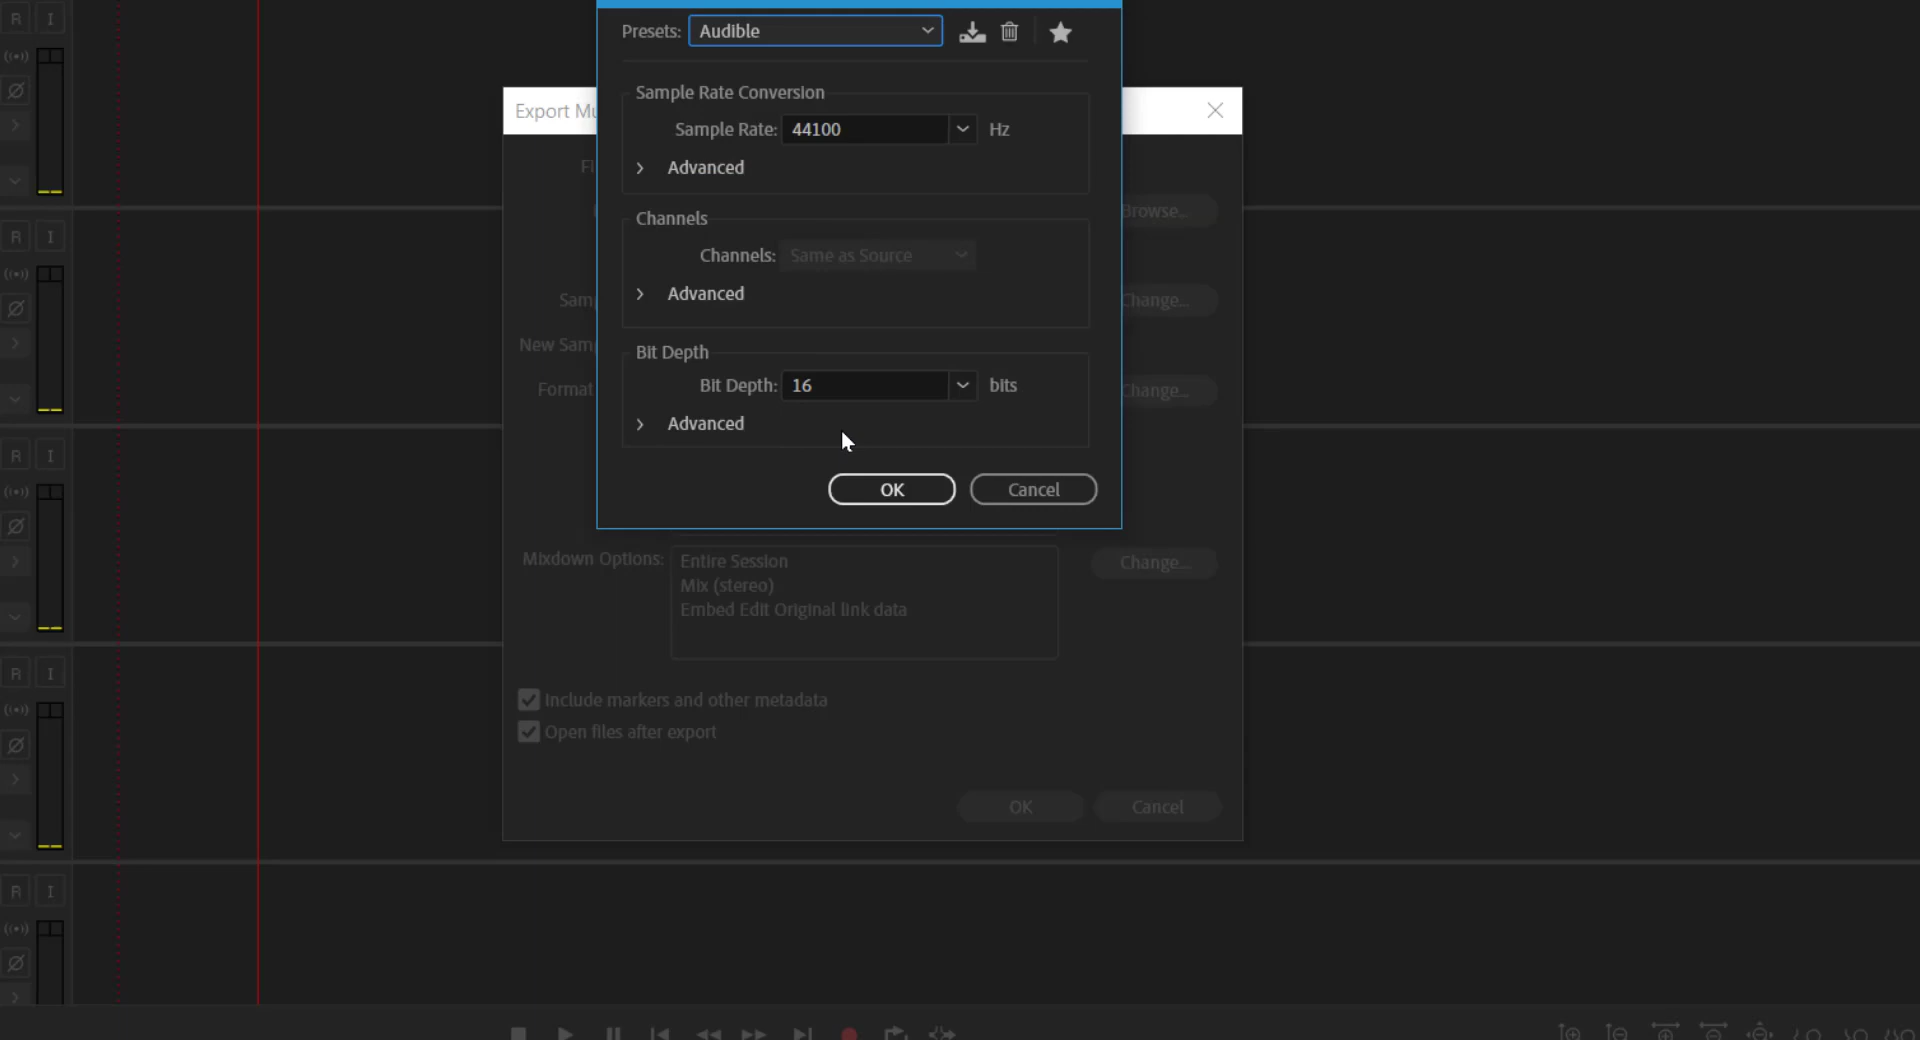 Presets: Audible
Sample Rate Conversion
Sample Rate: 44100 Hz
Advanced
Channels
Channels: Same as Source
Advanced
Bit Depth
Bit Depth: 16 bits
Advanced
OK Cancel
Export Mu
Browse...
Samp Change...
New Samp
Format Change...
Mixdown Options: Entire Session Change...
Mix (stereo)
Embed Edit Original link data
Include markers and other metadata
Open files after export
OK Cancel
R I
R I
R I
R I
R I